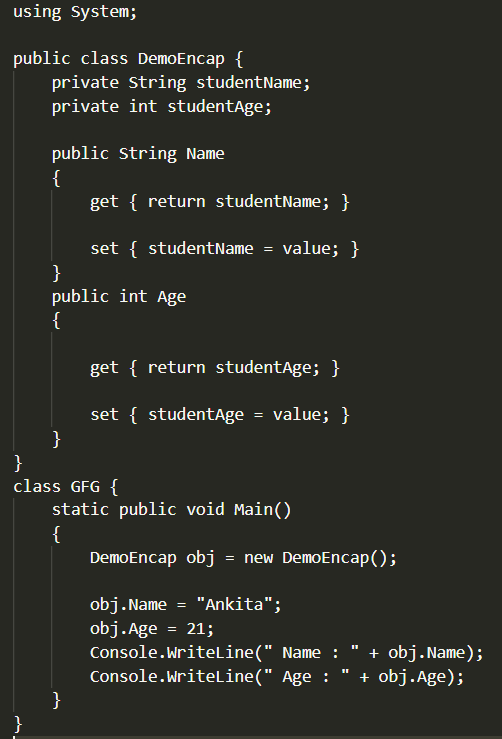 using System;
public class DemoEncap {
private String studentName;
private int studentAge;
public String Name
{
get { return studentName; }
set { studentName = value; }
}
public int Age
{
get { return studentAge; }
set { studentAge = value; }
}
}
class GFG {
static public void Main()
{
DemoEncap obj = new DemoEncap();
obj.Name = "Ankita";
obj.Age = 21;
Console.WriteLine(" Name : " + obj.Name);
Console.WriteLine(" Age : " + obj.Age);
}
}